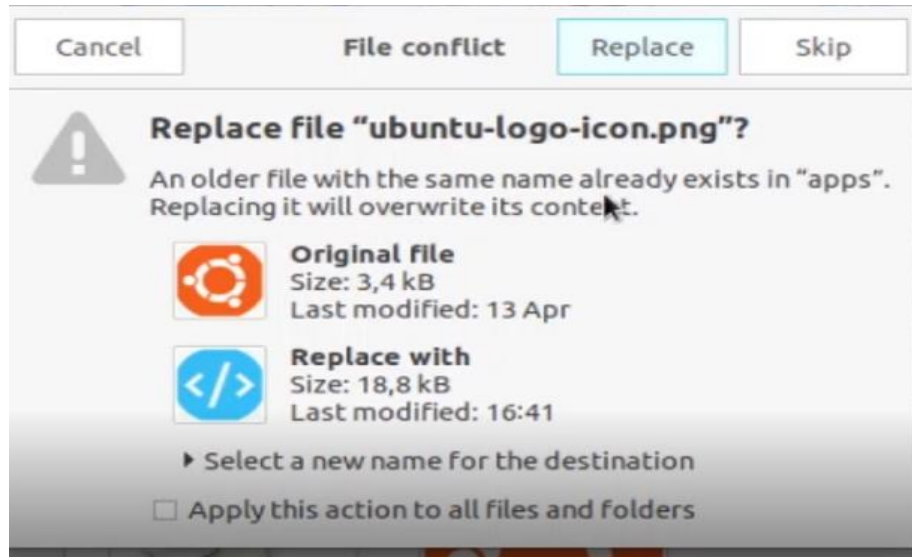 Cancel
File conflict
Replace
Skip
Replace file “ubuntu-logo-icon.png”?
An older file with the same name already exists in “apps”.
Replacing it will overwrite its content.
Original file
Size: 3,4 kB
Last modified: 13 Apr
Replace with
Size: 18,8 kB
Last modified: 16:41
Select a new name for the destination
Apply this action to all files and folders